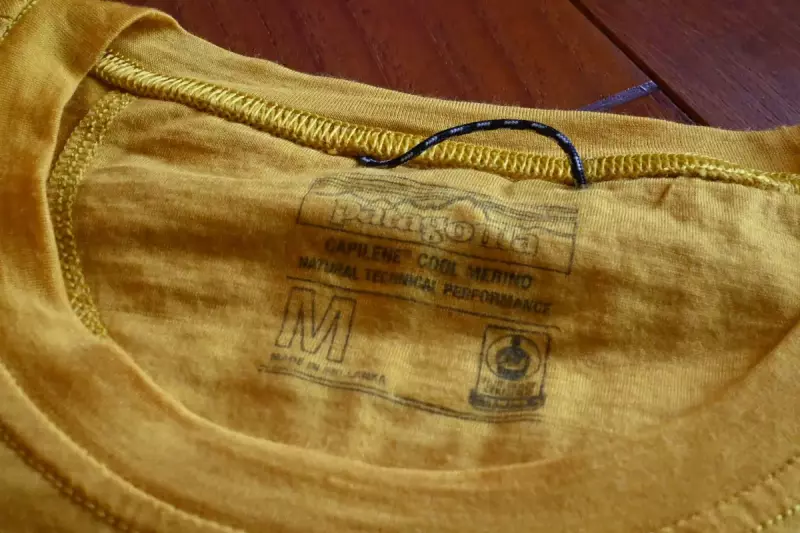 patagonia
CAPILENE COOL MERINO
NATURAL TECHNICAL PERFORMANCE
M
MADE IN SRI LANKA